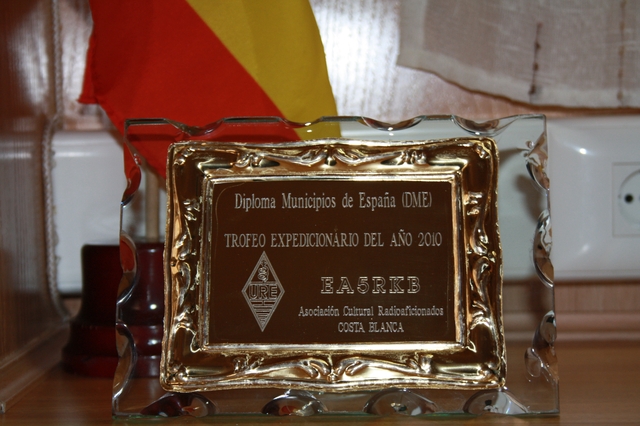 Diploma Municipios de España (DME)
TROFEO EXPEDICIONARIO DEL AÑO 2010
URE
EA5RKB
Asociación Cultural Radioaficionados
COSTA BLANCA